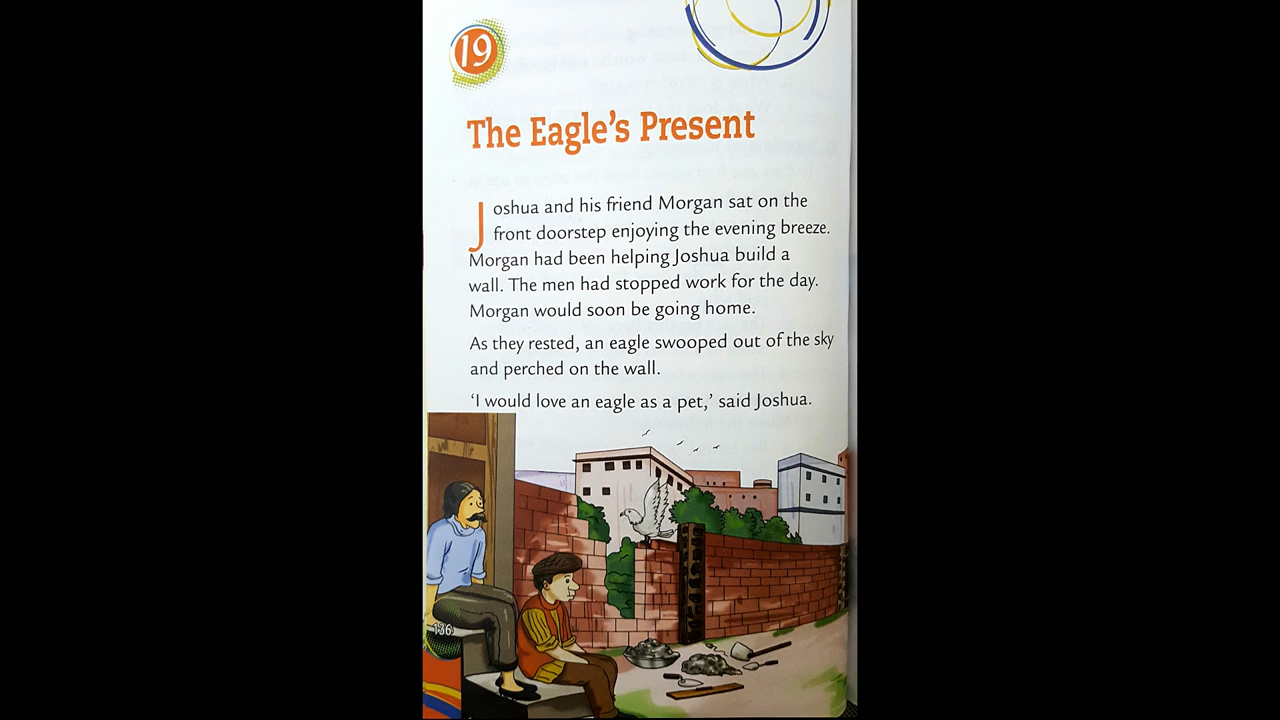 19
The Eagle's Present
Joshua and his friend Morgan sat on the
front doorstep enjoying the evening breeze.
Morgan had been helping Joshua build a
wall. The men had stopped work for the day.
Morgan would soon be going home.
As they rested, an eagle swooped out of the sky
and perched on the wall.
‘I would love an eagle as a pet,’ said Joshua.
136